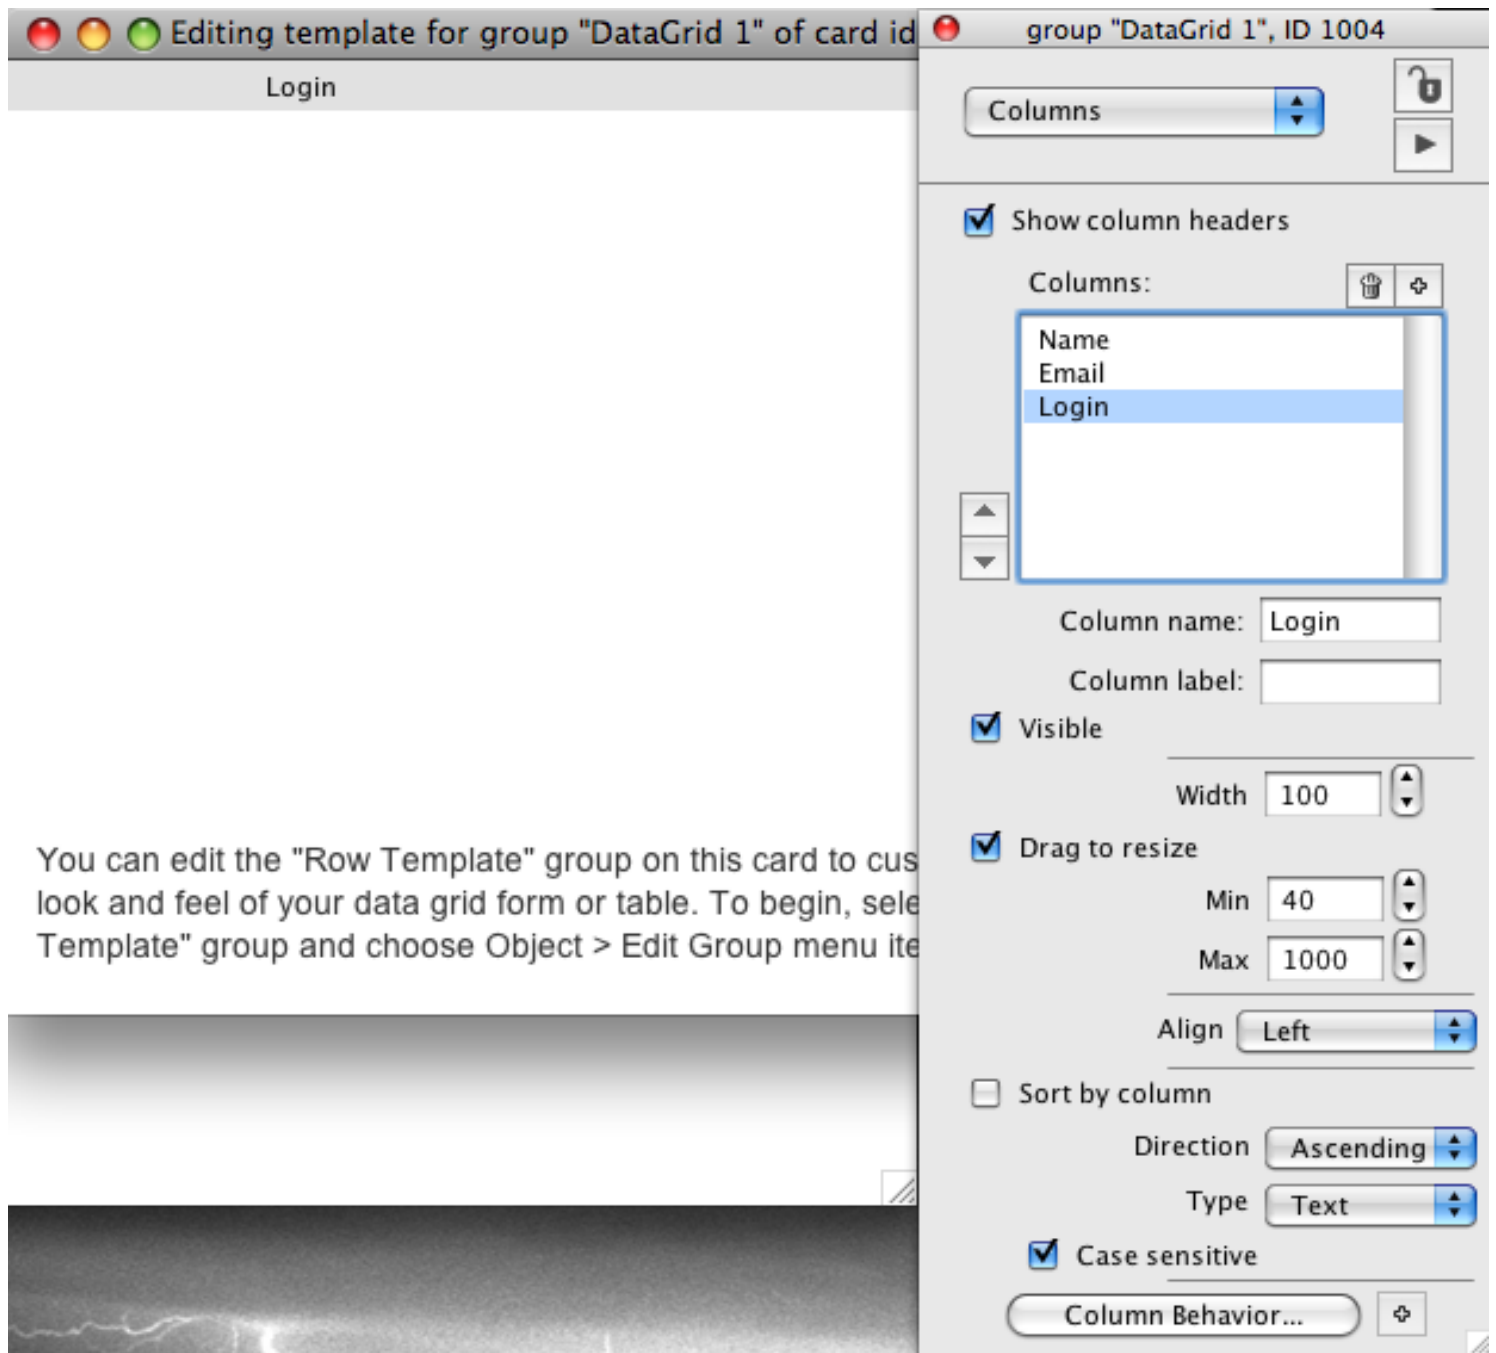 Editing template for group "DataGrid 1" of card id
Login
You can edit the "Row Template" group on this card to cus
look and feel of your data grid form or table. To begin, sele
Template" group and choose Object > Edit Group menu ite
group "DataGrid 1", ID 1004
Columns
Show column headers
Columns:
Name
Email
Login
Column name: Login
Column label:
Visible
Width 100
Drag to resize
Min 40
Max 1000
Align Left
Sort by column
Direction Ascending
Type Text
Case sensitive
Column Behavior...